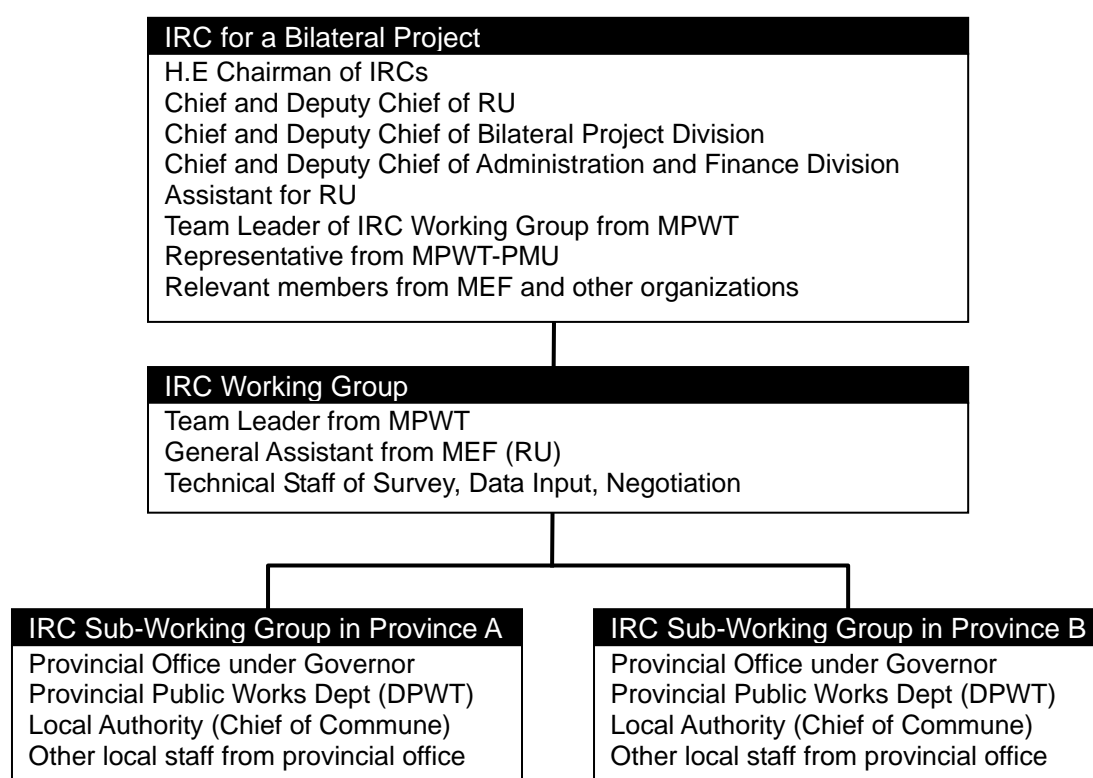 IRC for a Bilateral Project
H.E Chairman of IRCs
Chief and Deputy Chief of RU
Chief and Deputy Chief of Bilateral Project Division
Chief and Deputy Chief of Administration and Finance Division
Assistant for RU
Team Leader of IRC Working Group from MPWT
Representative from MPWT-PMU
Relevant members from MEF and other organizations
IRC Working Group
Team Leader from MPWT
General Assistant from MEF (RU)
Technical Staff of Survey, Data Input, Negotiation
IRC Sub-Working Group in Province A
Provincial Office under Governor
Provincial Public Works Dept (DPWT)
Local Authority (Chief of Commune)
Other local staff from provincial office
IRC Sub-Working Group in Province B
Provincial Office under Governor
Provincial Public Works Dept (DPWT)
Local Authority (Chief of Commune)
Other local staff from provincial office